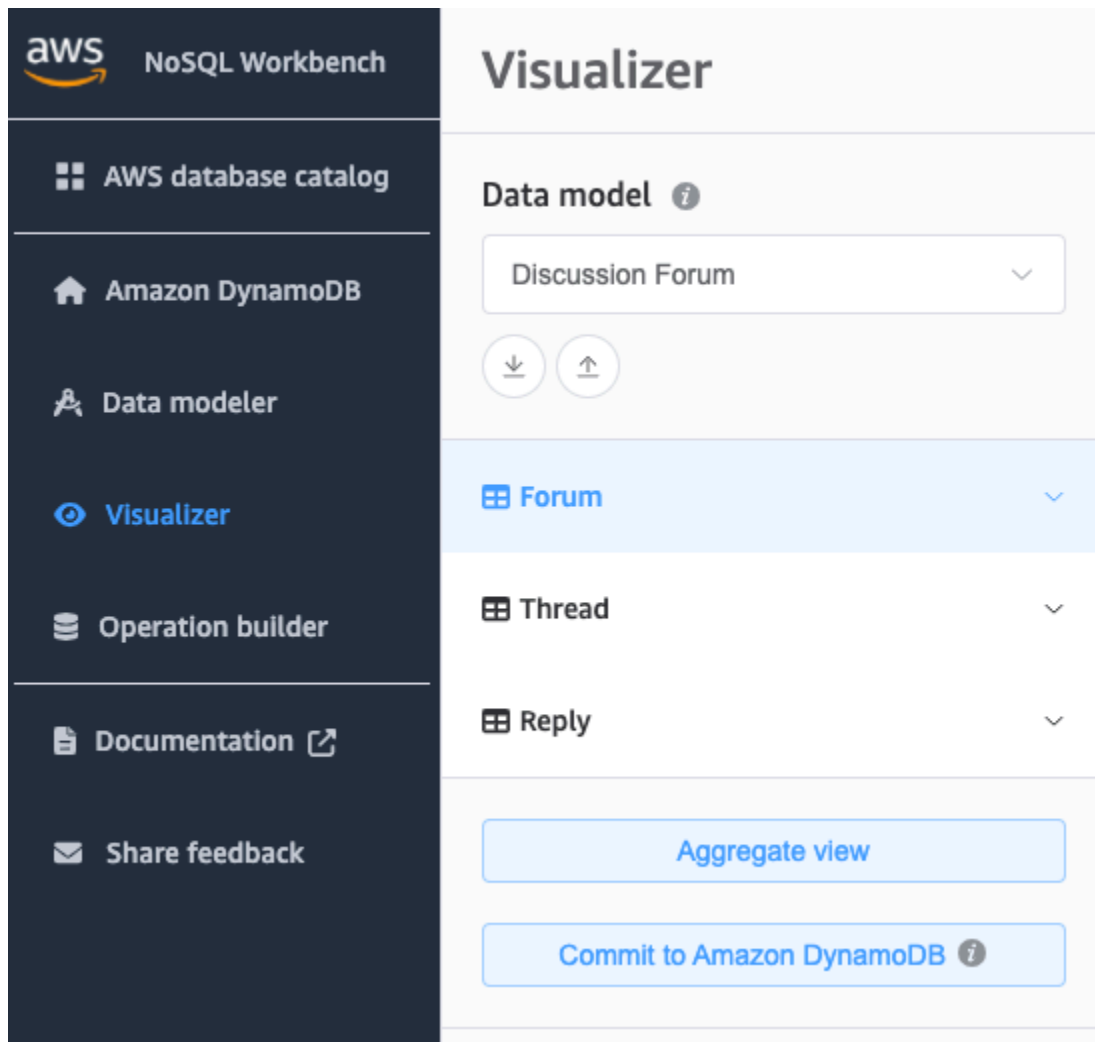 aws
NoSQL Workbench
AWS database catalog
Amazon DynamoDB
Data modeler
Visualizer
Operation builder
Documentation
Share feedback
Visualizer
Data model
Discussion Forum
Forum
Thread
Reply
Aggregate view
Commit to Amazon DynamoDB